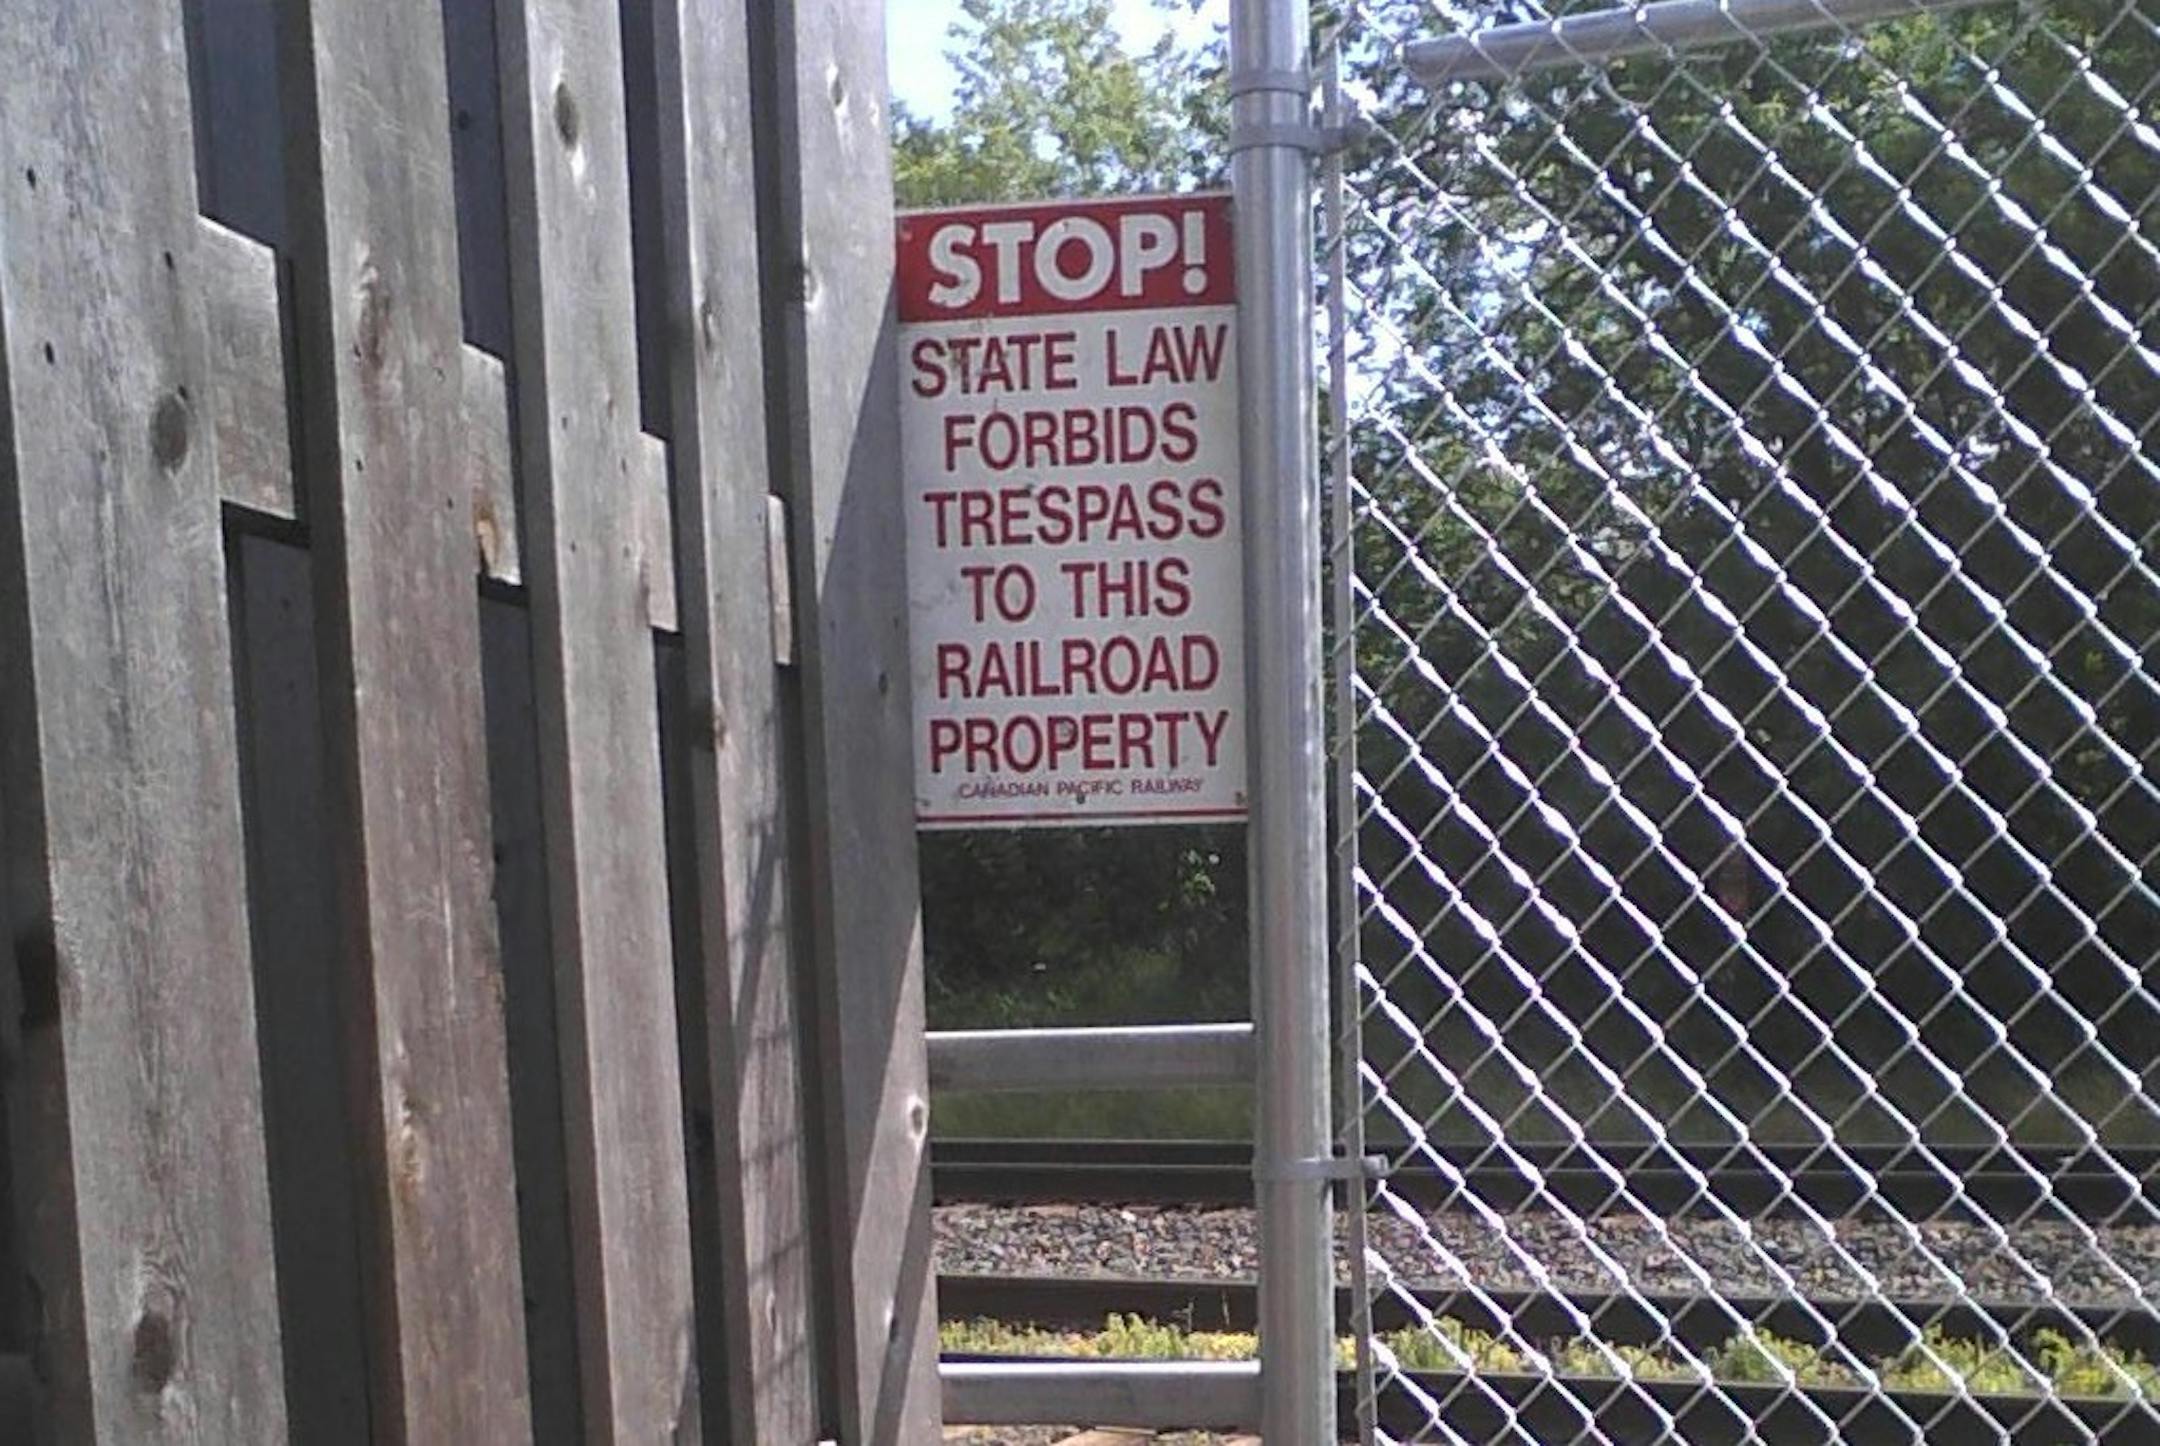 STOP!
STATE LAW
FORBIDS
TRESPASS
TO THIS
RAILROAD
PROPERTY
CANADIAN PACIFIC RAILWAY